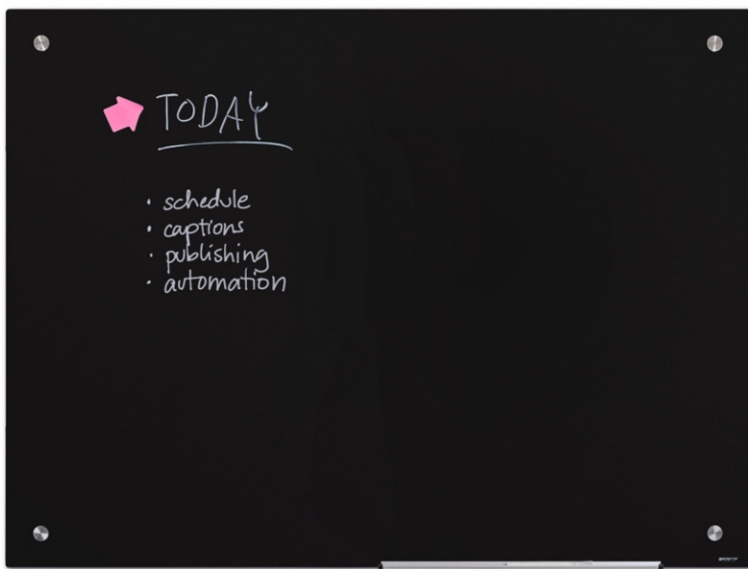 TODAY
· schedule
· captions
· publishing
· automation